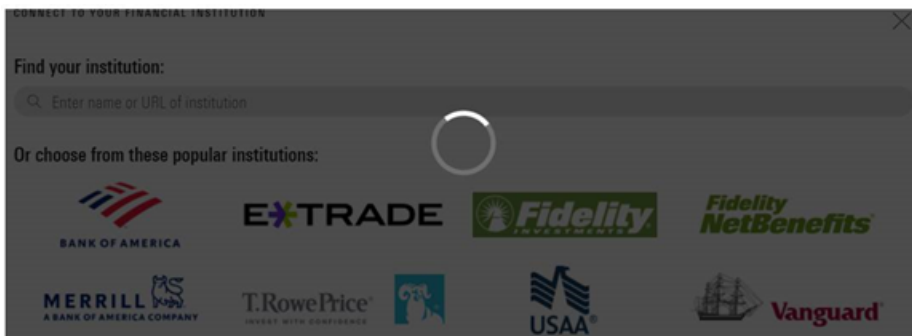 CONNECT TO YOUR FINANCIAL INSTITUTION
Find your institution:
Enter name or URL of institution
Or choose from these popular institutions:
BANK OF AMERICA
E*TRADE
Fidelity
INVESTMENTS
Fidelity
NetBenefits
MERRILL
A BANK OF AMERICA COMPANY
T.RowePrice
INVEST WITH CONFIDENCE
USAA®
Vanguard